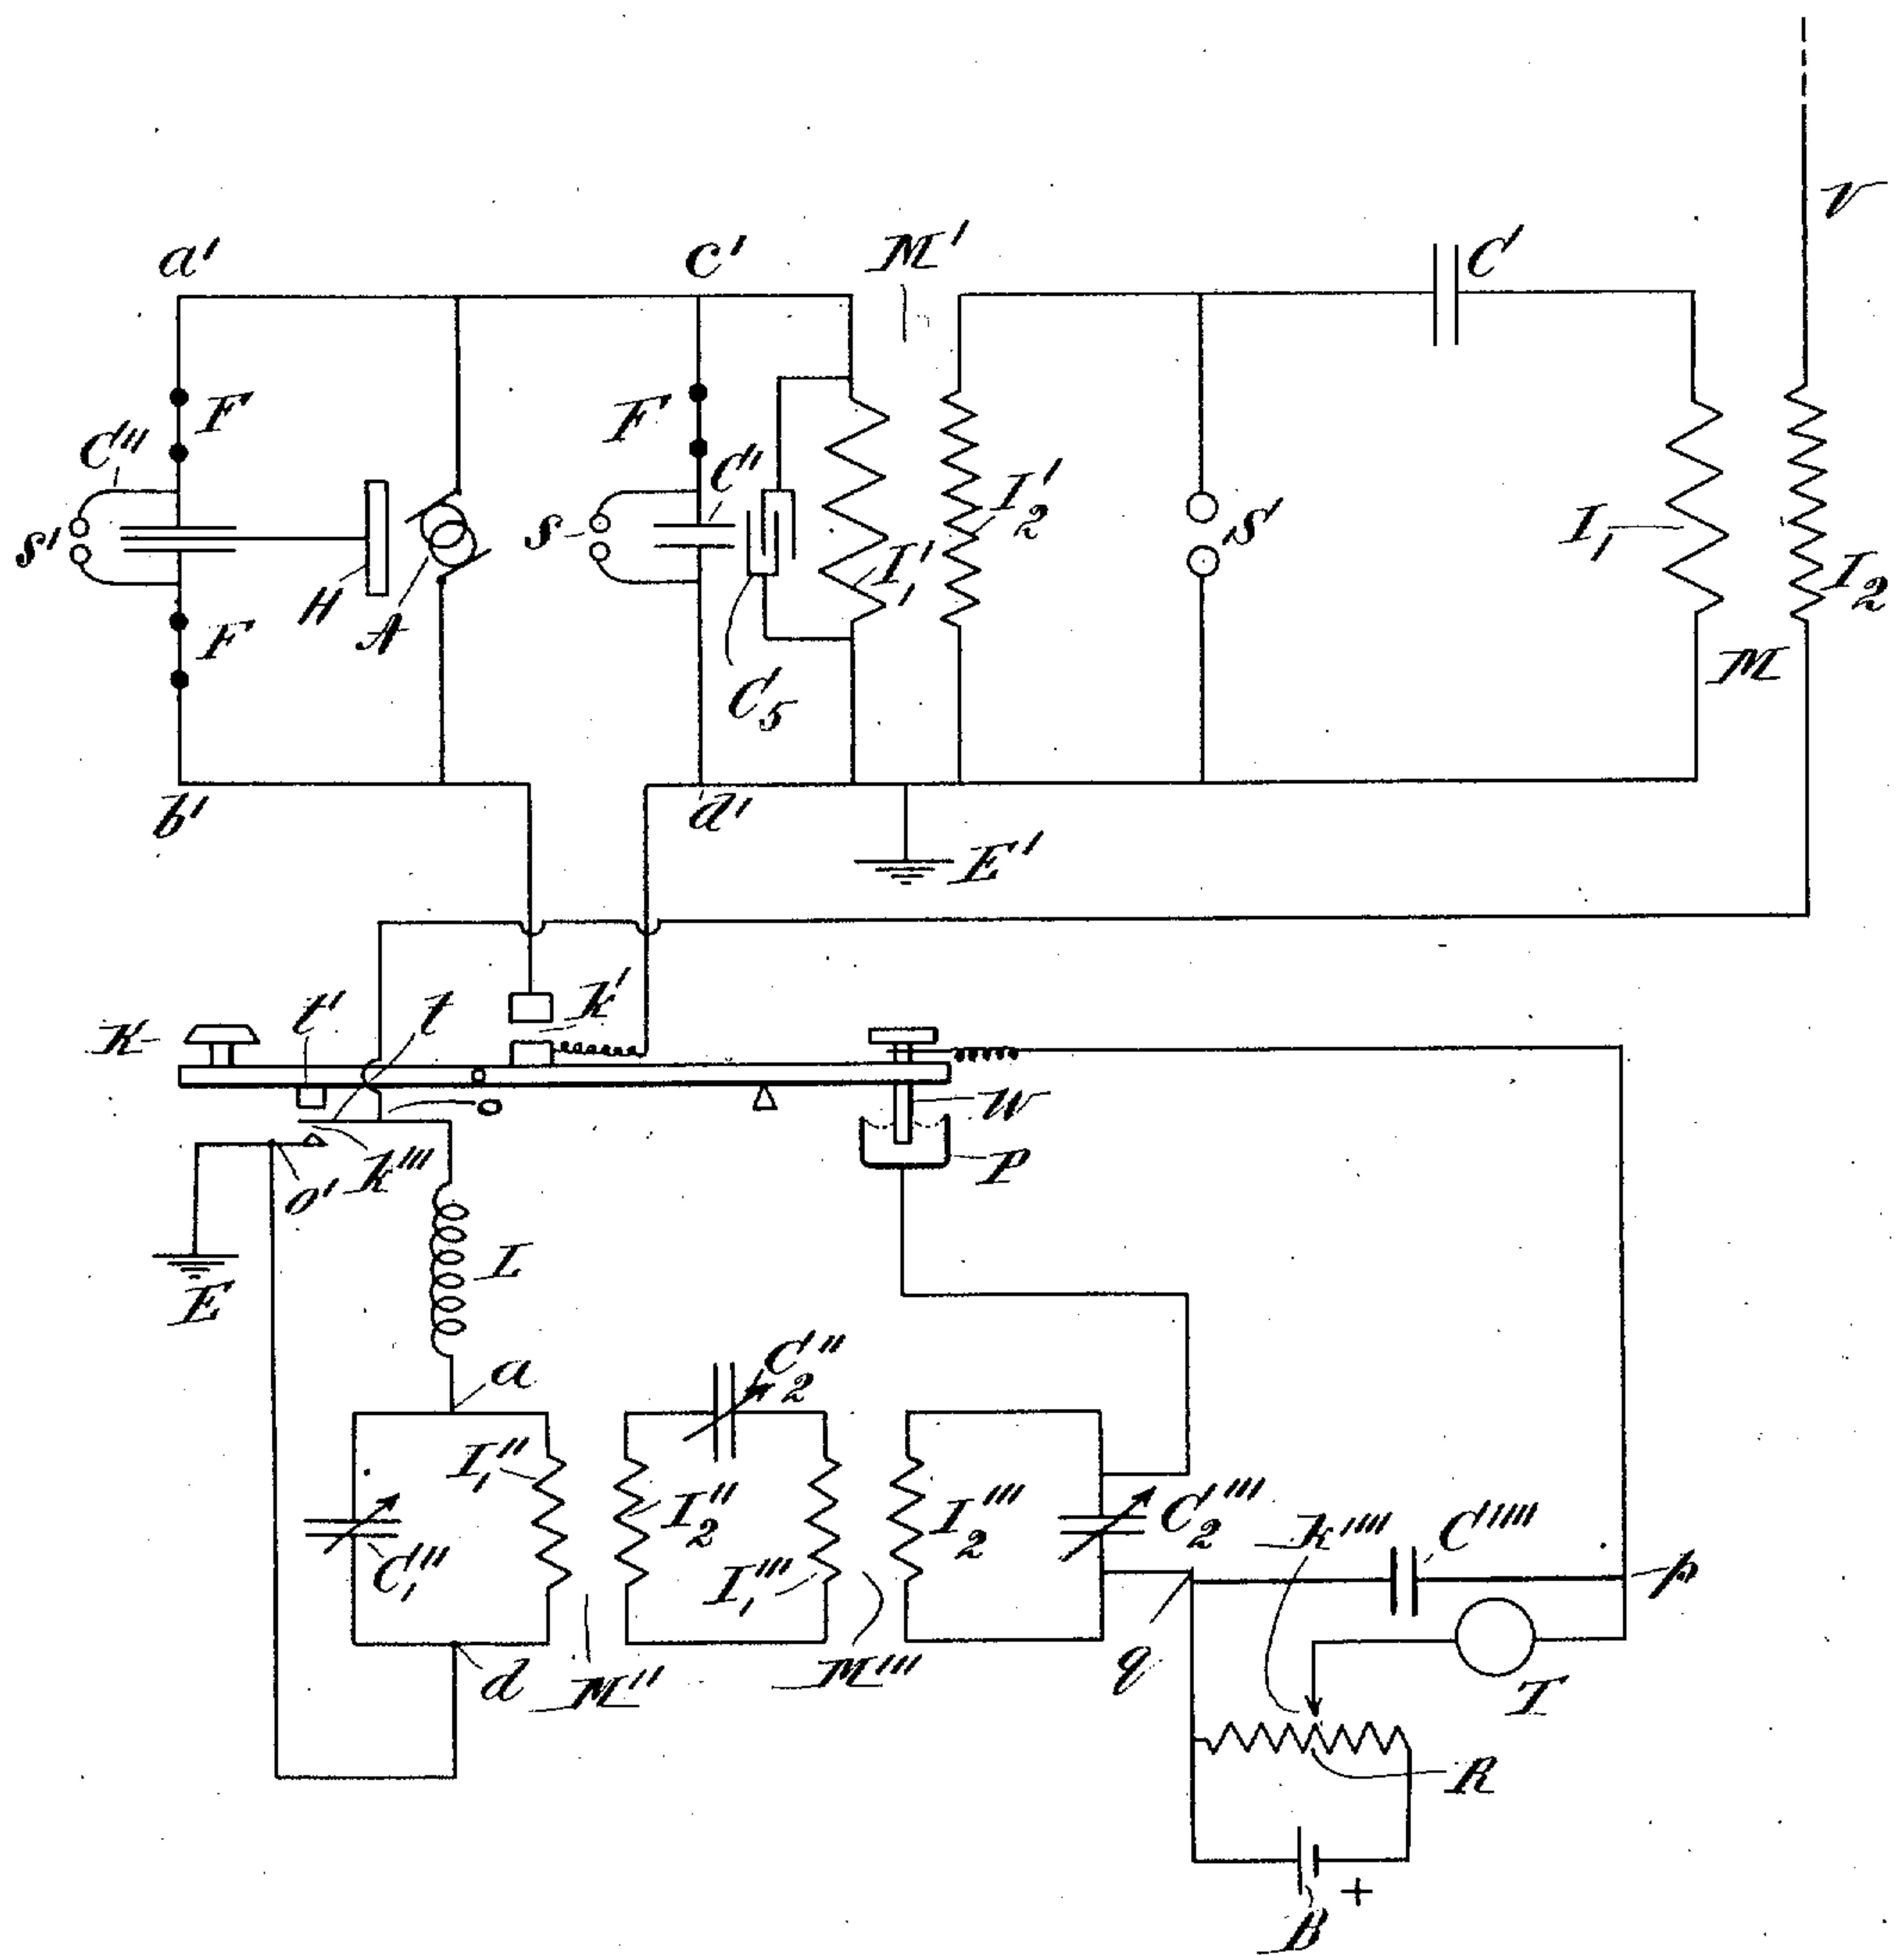 V
a' c' M' C'
F F
C''' C''
s' s I'₂ S' I₁
H A I'₁ I₂
F C₅ M
b' d'
E'
t' t k'
K
W
P
o' k'''
L
E
a C''₂
I''₁ I''₂ I'''₂ C'''₂ k'''' C''''
C'''₁ I'''₁ p
d M'' M''' q T
R
B +